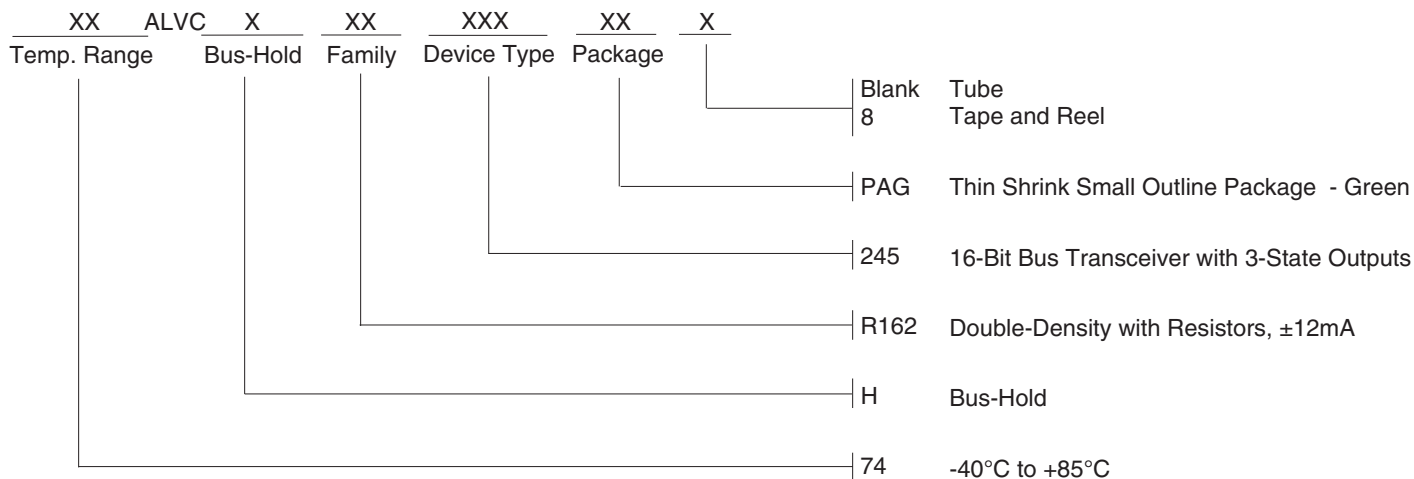 XX ALVC X XX XXX XX X
Temp. Range Bus-Hold Family Device Type Package
Blank Tube
8 Tape and Reel
PAG Thin Shrink Small Outline Package - Green
245 16-Bit Bus Transceiver with 3-State Outputs
R162 Double-Density with Resistors, ±12mA
H Bus-Hold
74 -40°C to +85°C